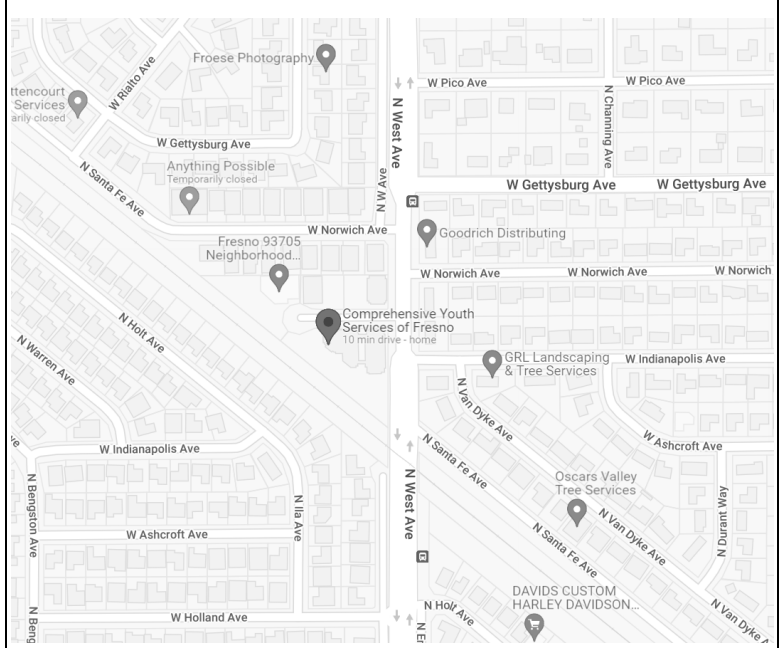 Froese Photography
W Pico Ave
W Pico Ave
ttencourt
Services
arily closed
W Rialto Ave
N West Ave
N Channing Ave
W Gettysburg Ave
Anything Possible
Temporarily closed
N Santa Fe Ave
N W Ave
W Gettysburg Ave
W Gettysburg Ave
W Norwich Ave
Goodrich Distributing
Fresno 93705
Neighborhood...
W Norwich Ave
W Norwich Ave
W Norwich
Comprehensive Youth
Services of Fresno
10 min drive - home
N Holt Ave
N Warren Ave
GRL Landscaping
& Tree Services
W Indianapolis Ave
N Van Dyke Ave
W Ashcroft Ave
ve
W Indianapolis Ave
N Santa Fe Ave
N Bengston Ave
N Ila Ave
N West Ave
Oscars Valley
Tree Services
N Durant Way
W Ashcroft Ave
N Van Dyke Ave
N Santa Fe Ave
DAVIDS CUSTOM
HARLEY DAVIDSON...
N Beng
W Holland Ave
N Holt Ave
N Van Dyke A